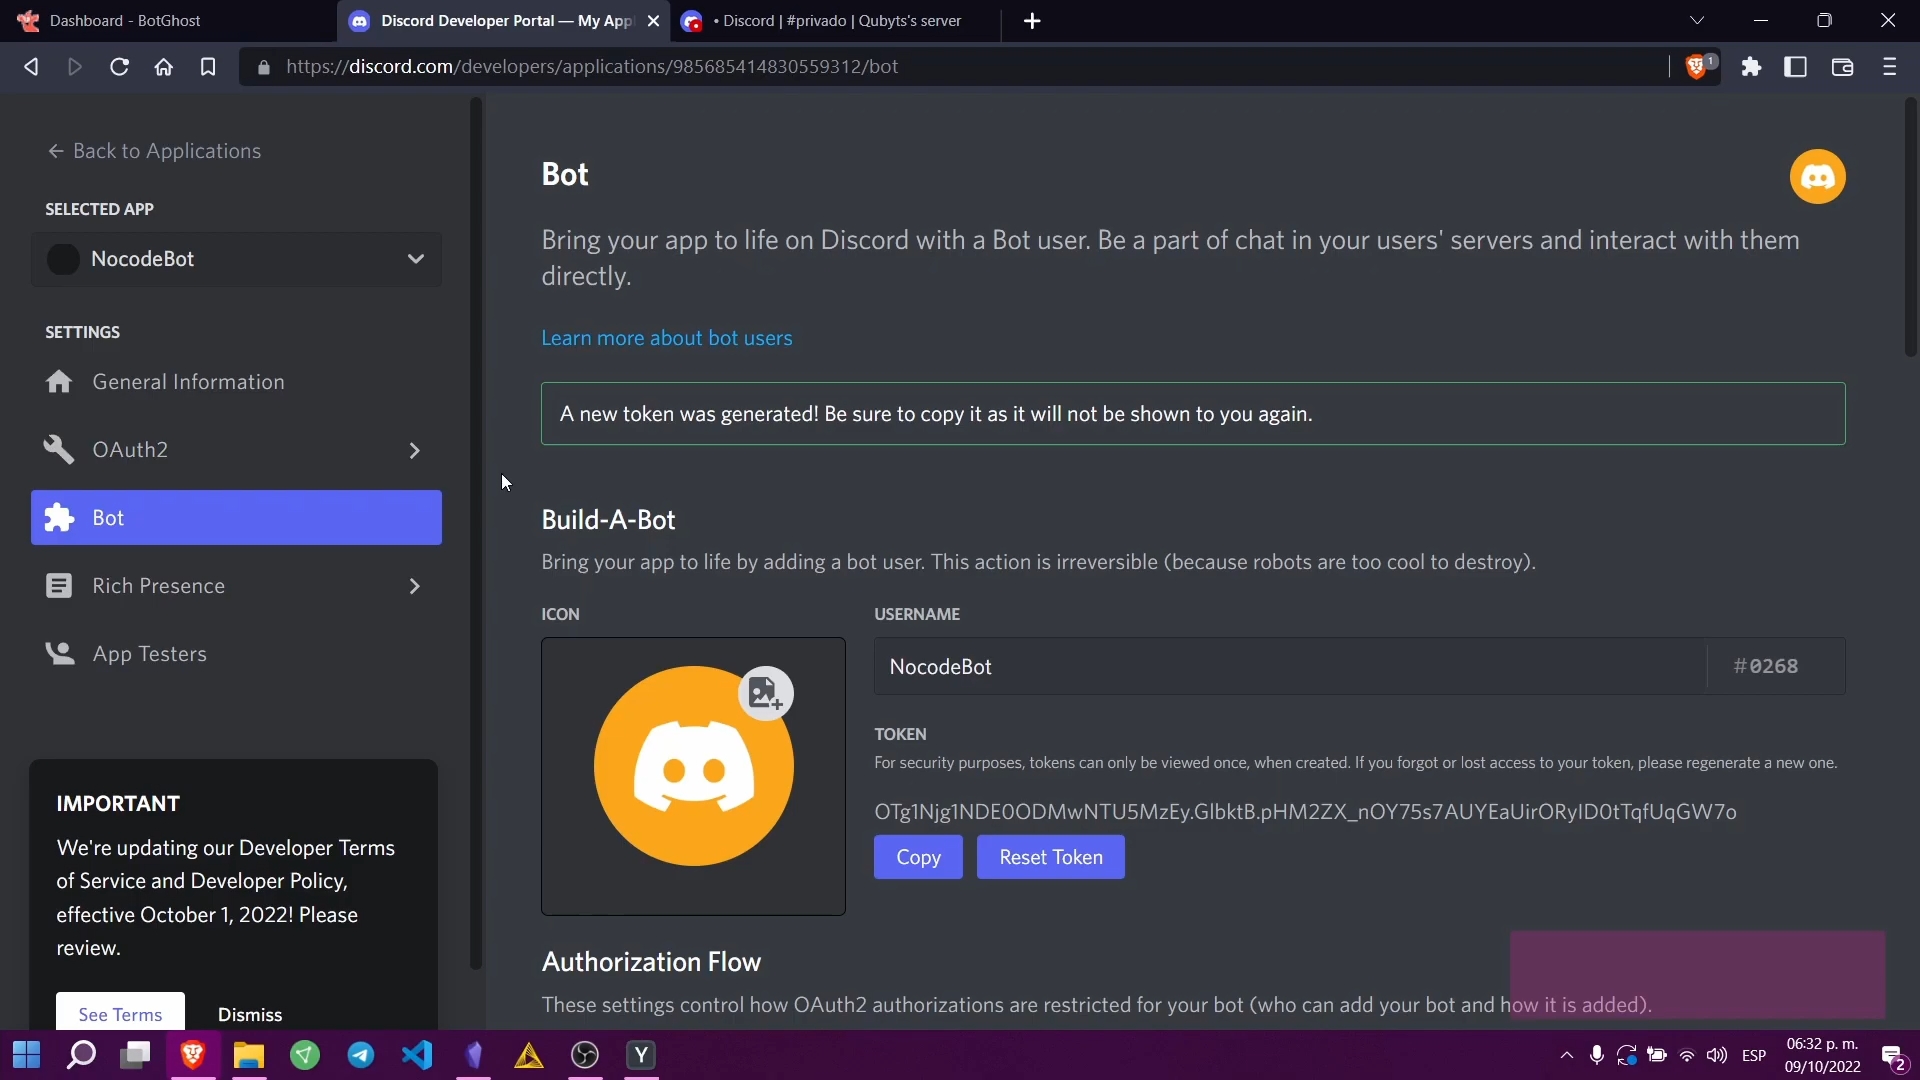 Dashboard - BotGhost
Discord Developer Portal — My App
• Discord | #privado | Qubyts's server
https://discord.com/developers/applications/985685414830559312/bot
1
← Back to Applications
SELECTED APP
NocodeBot
SETTINGS
General Information
OAuth2
Bot
Rich Presence
App Testers
IMPORTANT
We're updating our Developer Terms
of Service and Developer Policy,
effective October 1, 2022! Please
review.
See Terms
Dismiss
Bot
Bring your app to life on Discord with a Bot user. Be a part of chat in your users' servers and interact with them
directly.
Learn more about bot users
A new token was generated! Be sure to copy it as it will not be shown to you again.
Build-A-Bot
Bring your app to life by adding a bot user. This action is irreversible (because robots are too cool to destroy).
ICON
USERNAME
NocodeBot
#0268
TOKEN
For security purposes, tokens can only be viewed once, when created. If you forgot or lost access to your token, please regenerate a new one.
Copy
Reset Token
Authorization Flow
These settings control how OAuth2 authorizations are restricted for your bot (who can add your bot and how it is added).
Y
ESP
06:32 p. m.
09/10/2022
2